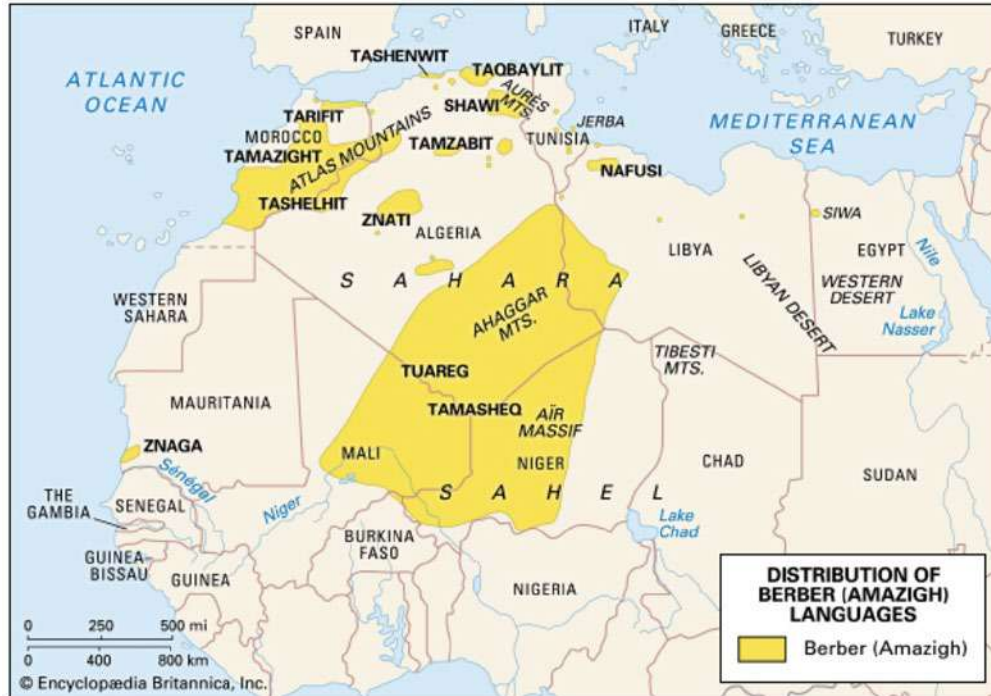 SPAIN
ITALY
GREECE
TURKEY
ATLANTIC
OCEAN
TASHENWIT
TAQBAYLIT
AURÈS
MTS.
SHAWI
TARIFIT
MOROCCO
TAMAZIGHT
ATLAS MOUNTAINS
TAMZABIT
TUNISIA
JERBA
MEDITERRANEAN
SEA
NAFUSI
TASHELHIT
ZNATI
ALGERIA
LIBYA
SIWA
EGYPT
Nile
WESTERN
DESERT
LIBYAN DESERT
Lake
Nasser
SAHARA
WESTERN
SAHARA
AHAGGAR
MTS.
TIBESTI
MTS.
TUAREG
MAURITANIA
TAMASHEQ
AÏR
MASSIF
ZNAGA
MALI
NIGER
CHAD
SUDAN
Sénégal
Niger
SAHEL
THE
GAMBIA
SENEGAL
Lake
Chad
GUINEA-
BISSAU
GUINEA
BURKINA
FASO
NIGERIA
DISTRIBUTION OF
BERBER (AMAZIGH)
LANGUAGES
Berber (Amazigh)
0 250 500 mi
0 400 800 km
© Encyclopædia Britannica, Inc.